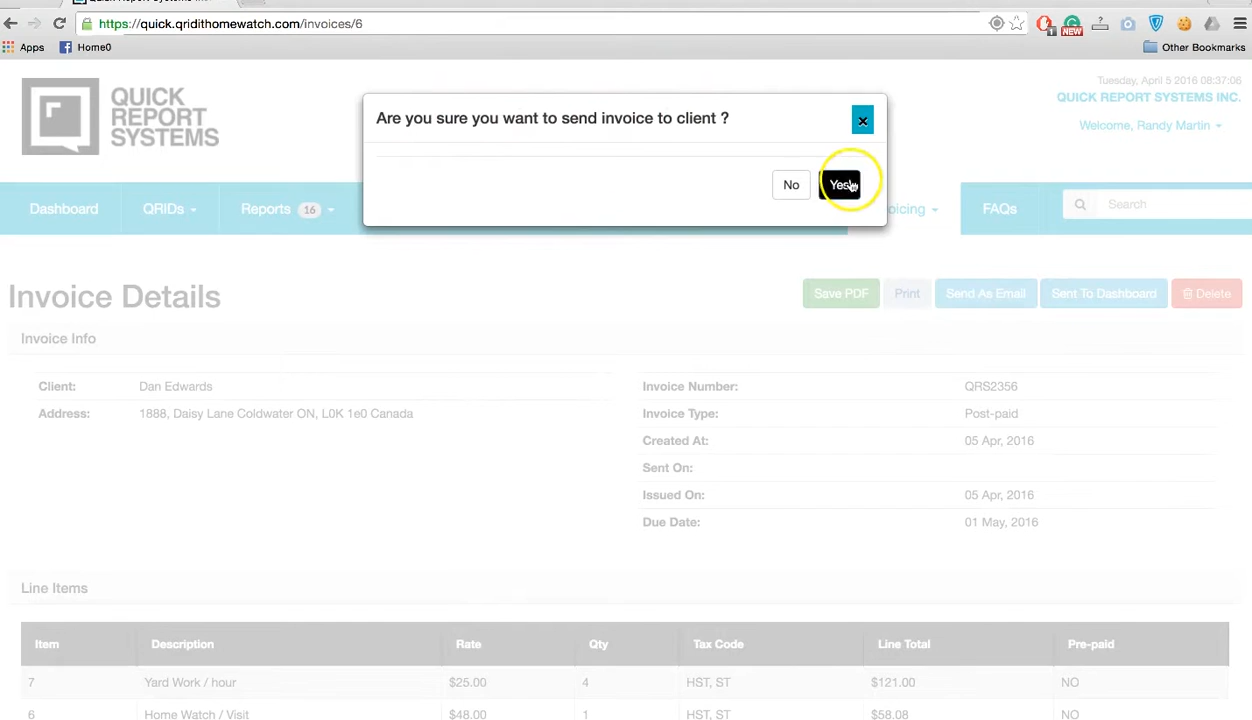 https://quick.qridithomewatch.com/invoices/6
NEW
Apps
Home0
Other Bookmarks
QUICK
REPORT
SYSTEMS
Tuesday, April 5 2016 08:37:06
QUICK REPORT SYSTEMS INC.
Welcome, Randy Martin
Are you sure you want to send invoice to client ?
x
No
Yes
Dashboard
QRIDs
Reports 16
oicing
FAQs
Search
Invoice Details
Save PDF
Print
Send As Email
Sent To Dashboard
Delete
Invoice Info
Client: Dan Edwards
Address: 1888, Daisy Lane Coldwater ON, L0K 1e0 Canada
Invoice Number: QRS2356
Invoice Type: Post-paid
Created At: 05 Apr, 2016
Sent On:
Issued On: 05 Apr, 2016
Due Date: 01 May, 2016
Line Items
Item Description Rate Qty Tax Code Line Total Pre-paid
7 Yard Work / hour $25.00 4 HST, ST $121.00 NO
6 Home Watch / Visit $48.00 1 HST, ST $58.08 NO